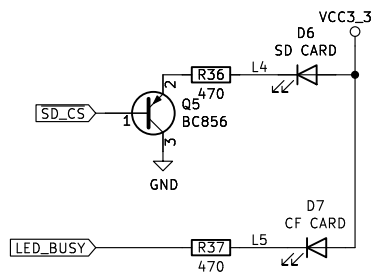 VCC3_3
D6
SD CARD
R36
L4
470
2
Q5
BC856
SD_CS
1
3
GND
D7
CF CARD
LED_BUSY
R37
L5
470